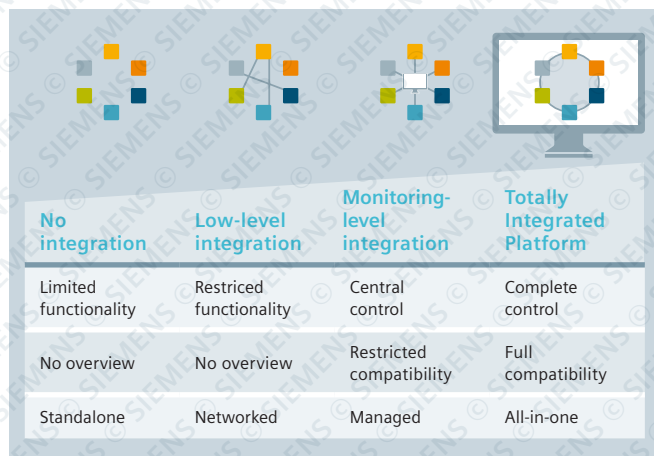 No
integration
Low-level
integration
Monitoring-
level
integration
Totally
Integrated
Platform
Limited
functionality
Restriced
functionality
Central
control
Complete
control
No overview
No overview
Restricted
compatibility
Full
compatibility
Standalone
Networked
Managed
All-in-one
© SIEMENS